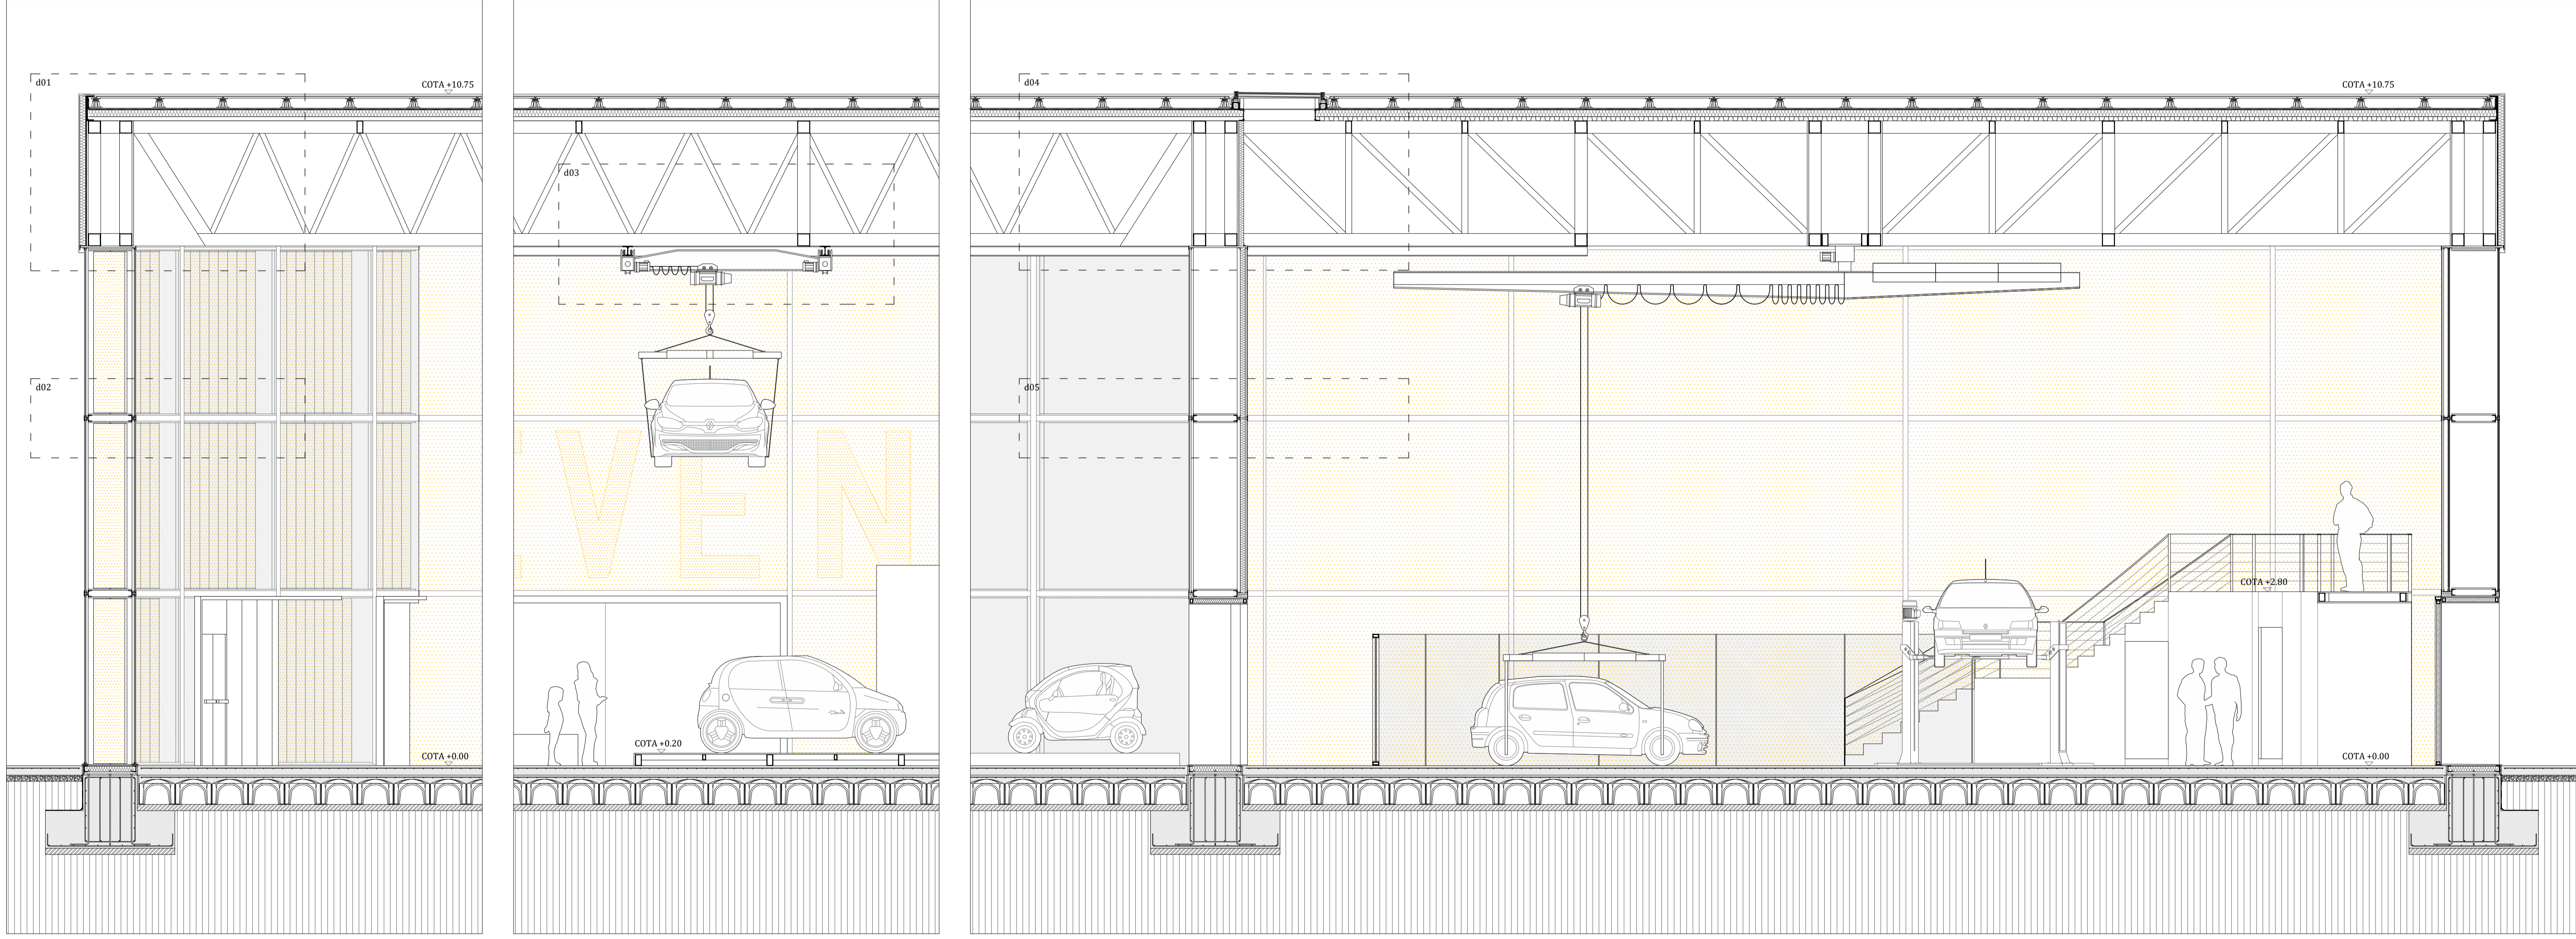 d01
COTA +10.75
d02
COTA +0.00
d03
VEN
COTA +0.20
d04
COTA +10.75
d05
COTA +2.80
COTA +0.00